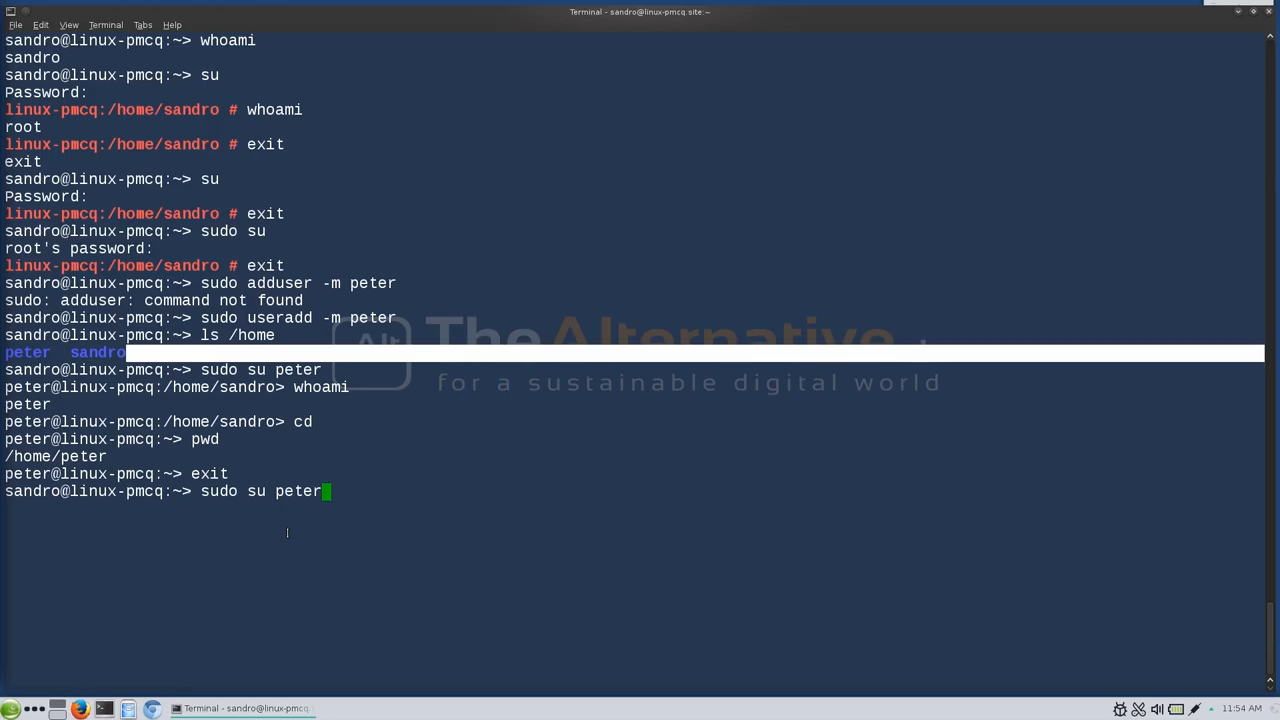 Terminal - sandro@linux-pmcq.site:~
File Edit View Terminal Tabs Help
sandro@linux-pmcq:~> whoami
sandro
sandro@linux-pmcq:~> su
Password:
linux-pmcq:/home/sandro # whoami
root
linux-pmcq:/home/sandro # exit
exit
sandro@linux-pmcq:~> su
Password:
linux-pmcq:/home/sandro # exit
sandro@linux-pmcq:~> sudo su
root's password:
linux-pmcq:/home/sandro # exit
sandro@linux-pmcq:~> sudo adduser -m peter
sudo: adduser: command not found
sandro@linux-pmcq:~> sudo useradd -m peter
sandro@linux-pmcq:~> ls /home
peter sandro
sandro@linux-pmcq:~> sudo su peter
peter@linux-pmcq:/home/sandro> whoami
peter
peter@linux-pmcq:/home/sandro> cd
peter@linux-pmcq:~> pwd
/home/peter
peter@linux-pmcq:~> exit
sandro@linux-pmcq:~> sudo su peter
Alt
TheAlternative
for a sustainable digital world
Terminal - sandro@linux-pmcq
11:54 AM